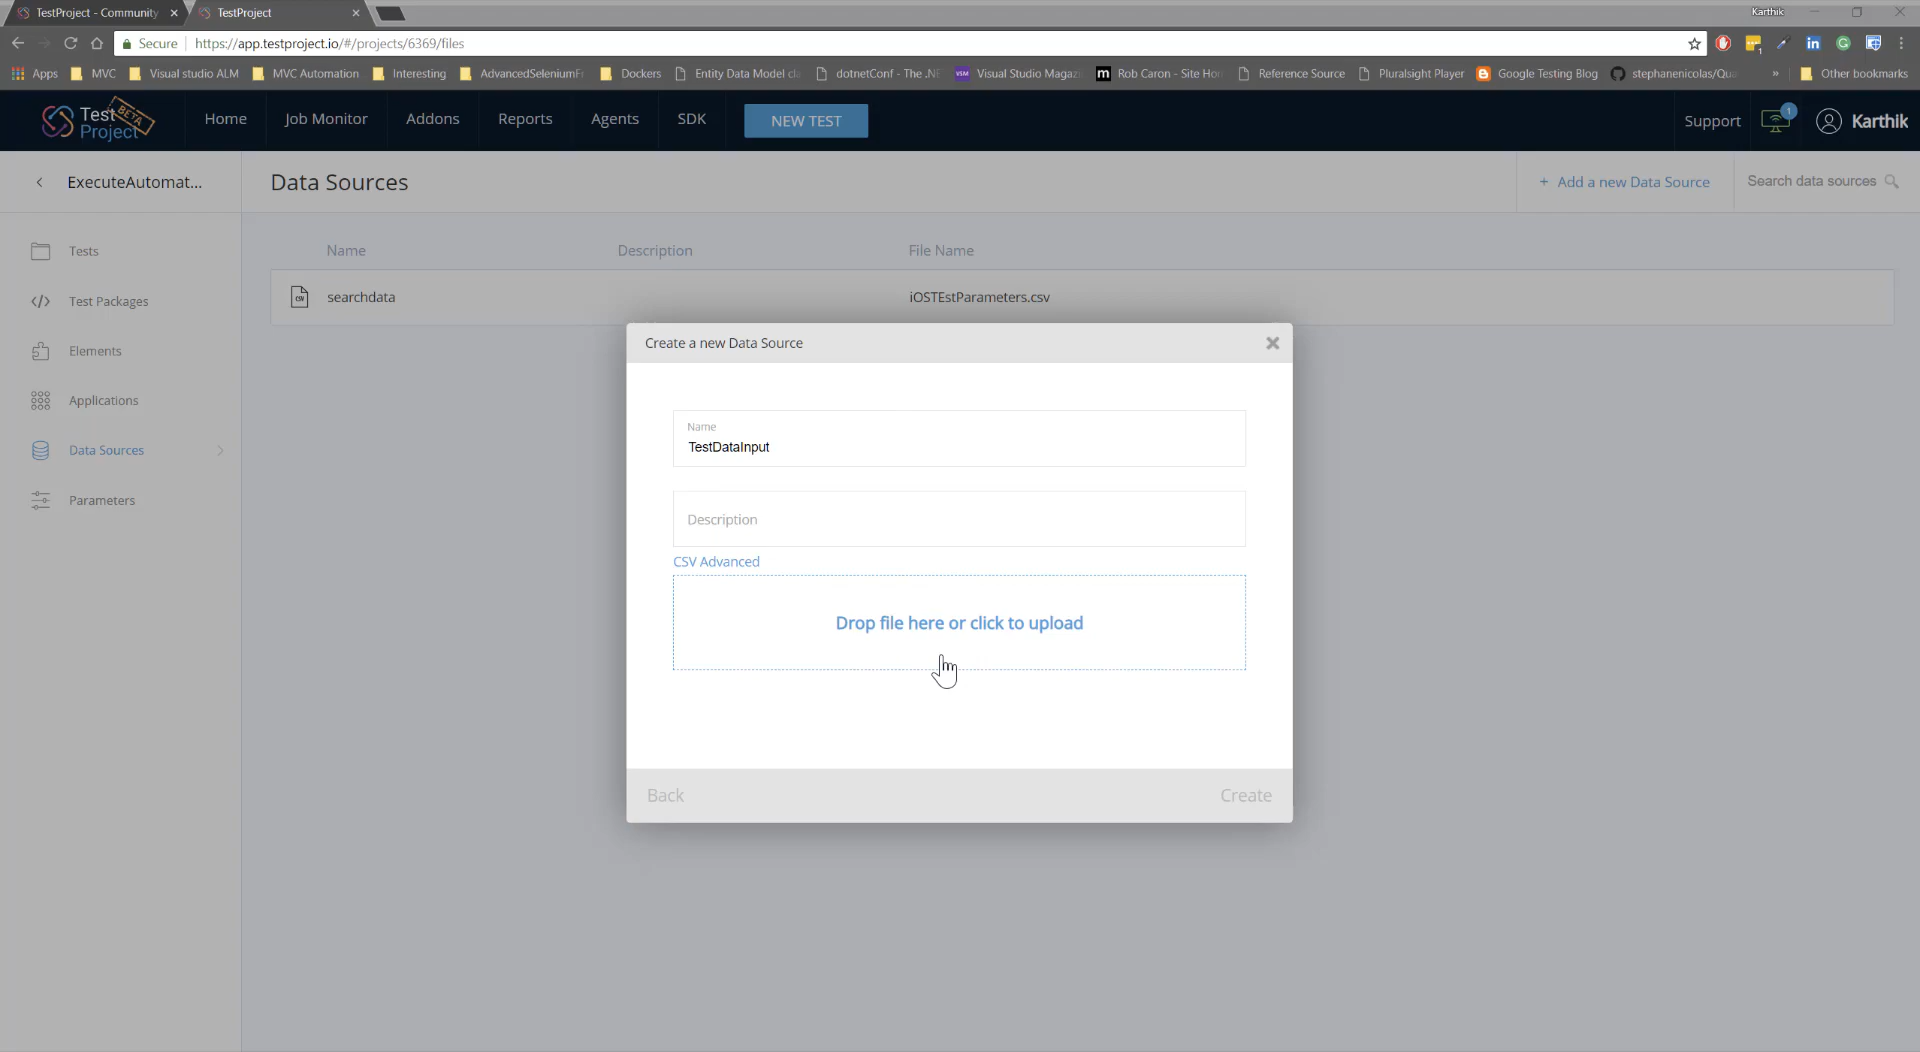 TestProject - Community
TestProject
Karthik
Secure
https://app.testproject.io/#/projects/6369/files
Apps
MVC
Visual studio ALM
MVC Automation
Interesting
AdvancedSeleniumFr
Dockers
Entity Data Model cla
dotnetConf - The .NE
Visual Studio Magazi
Rob Caron - Site Hom
Reference Source
Pluralsight Player
Google Testing Blog
stephanenicolas/Qua
»
Other bookmarks
Test
Project
BETA
Home
Job Monitor
Addons
Reports
Agents
SDK
NEW TEST
Support
1
Karthik
ExecuteAutomat...
Data Sources
+ Add a new Data Source
Search data sources
Tests
Test Packages
Elements
Applications
Data Sources
Parameters
Name
Description
File Name
CSV
searchdata
iOSTEstParameters.csv
Create a new Data Source
Name
TestDataInput
Description
CSV Advanced
Drop file here or click to upload
Back
Create